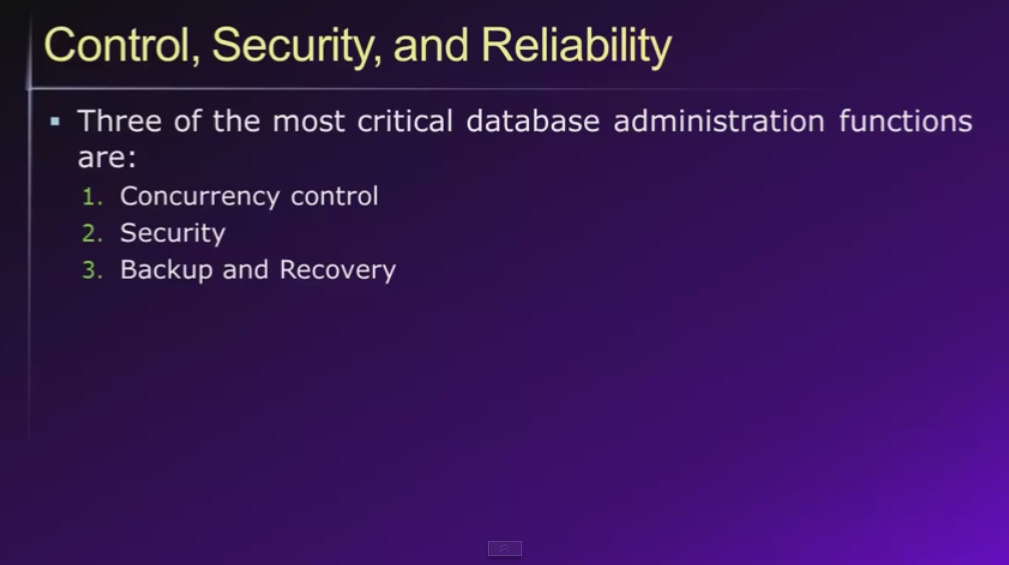 Control, Security, and Reliability
Three of the most critical database administration functions
are:
1. Concurrency control
2. Security
3. Backup and Recovery